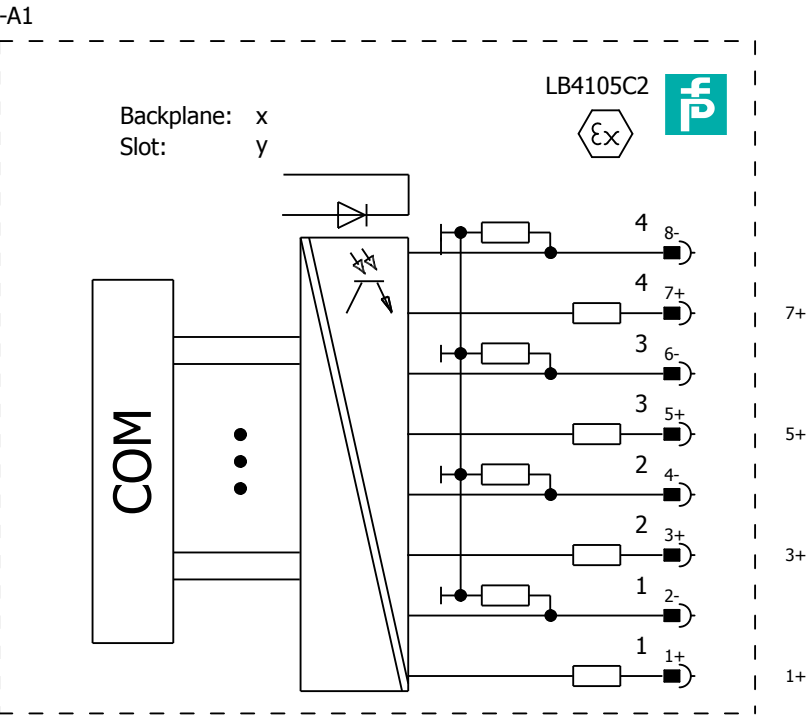 -A1
LB4105C2
Backplane: x
Slot: y
εx
4 8-
4 7+ 7+
3 6-
3 5+ 5+
2 4-
2 3+ 3+
1 2-
1 1+ 1+
COM